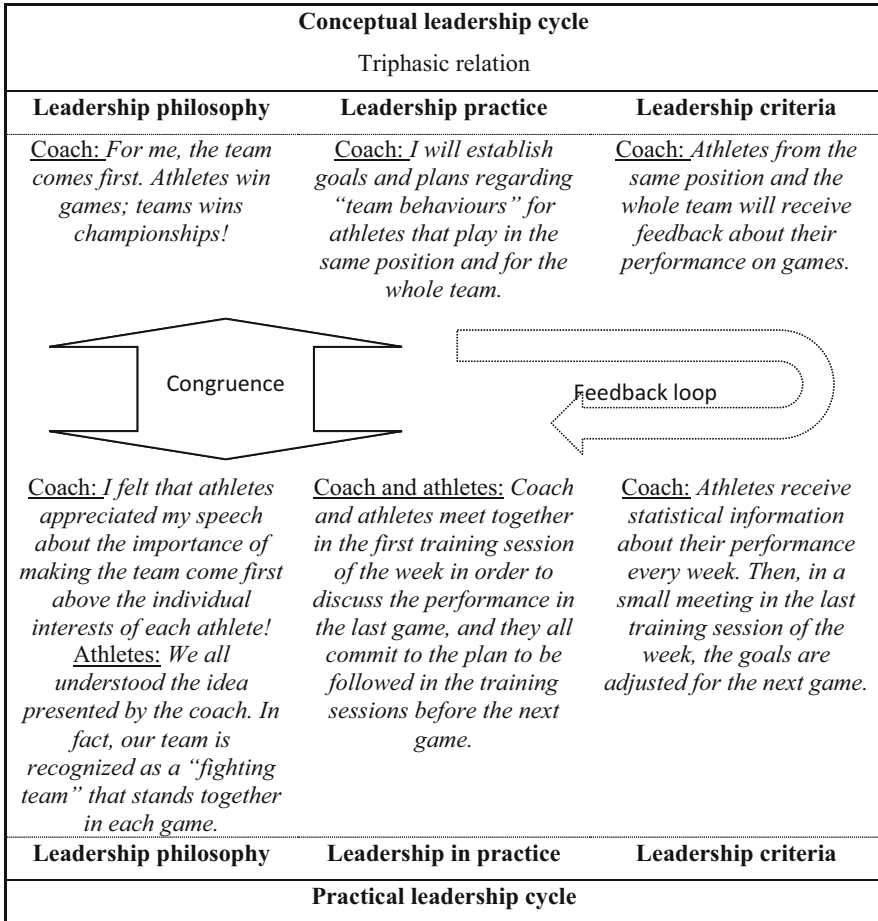 Conceptual leadership cycle
Triphasic relation
Leadership philosophy
Leadership practice
Leadership criteria
Coach: For me, the team
comes first. Athletes win
games; teams wins
championships!
Coach: I will establish
goals and plans regarding
“team behaviours” for
athletes that play in the
same position and for the
whole team.
Coach: Athletes from the
same position and the
whole team will receive
feedback about their
performance on games.
Congruence
Feedback loop
Coach: I felt that athletes
appreciated my speech
about the importance of
making the team come first
above the individual
interests of each athlete!
Athletes: We all
understood the idea
presented by the coach. In
fact, our team is
recognized as a “fighting
team” that stands together
in each game.
Coach and athletes: Coach
and athletes meet together
in the first training session
of the week in order to
discuss the performance in
the last game, and they all
commit to the plan to be
followed in the training
sessions before the next
game.
Coach: Athletes receive
statistical information
about their performance
every week. Then, in a
small meeting in the last
training session of the
week, the goals are
adjusted for the next game.
Leadership philosophy
Leadership in practice
Leadership criteria
Practical leadership cycle